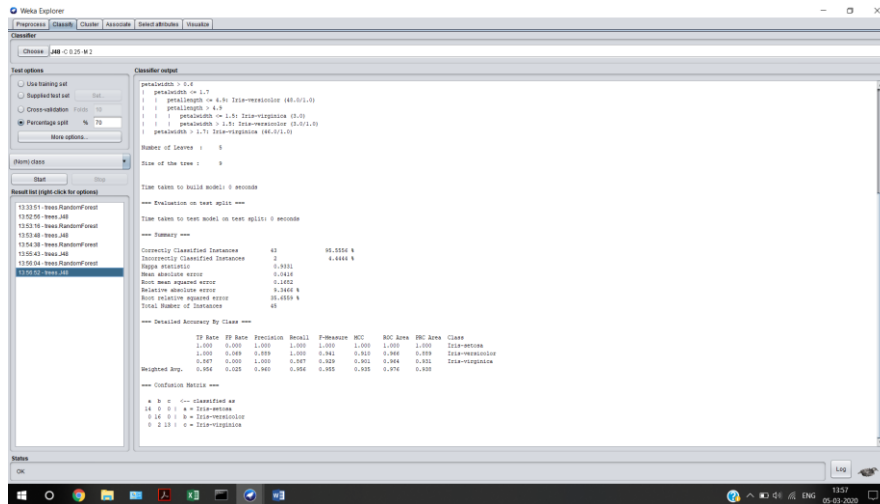 Weka Explorer
Preprocess Classify Cluster Associate Select attributes Visualize
Classifier
Choose J48 -C 0.25 -M 2
Test options
Use training set
Supplied test set Set...
Cross-validation Folds 10
Percentage split % 70
More options...
(Nom) class
Start Stop
Result list (right-click for options)
13:33:51 - trees.RandomForest
13:52:56 - trees.J48
13:53:16 - trees.RandomForest
13:53:48 - trees.J48
13:54:38 - trees.RandomForest
13:55:43 - trees.J48
13:56:04 - trees.RandomForest
13:56:52 - trees.J48
Classifier output
petalwidth > 0.6
| petalwidth <= 1.7
| | petallength <= 4.9: Iris-versicolor (48.0/1.0)
| | petallength > 4.9
| | | petalwidth <= 1.5: Iris-virginica (3.0)
| | | petalwidth > 1.5: Iris-versicolor (3.0/1.0)
| petalwidth > 1.7: Iris-virginica (46.0/1.0)
Number of Leaves : 5
Size of the tree : 9
Time taken to build model: 0 seconds
=== Evaluation on test split ===
Time taken to test model on test split: 0 seconds
=== Summary ===
Correctly Classified Instances 43 95.5556 %
Incorrectly Classified Instances 2 4.4444 %
Kappa statistic 0.9331
Mean absolute error 0.0416
Root mean squared error
Relative absolute error 9.3466 %
Root relative squared error 35.6559 %
Total Number of Instances 45
=== Detailed Accuracy By Class ===
TP Rate FP Rate Precision Recall F-Measure MCC ROC Area PRC Area Class
1.000 0.000 1.000 1.000 1.000 1.000 1.000 1.000 Iris-setosa
1.000 0.069 0.889 1.000 0.941 0.910 0.966 0.889 Iris-versicolor
0.867 0.000 1.000 0.867 0.929 0.901 0.964 0.951 Iris-virginica
Weighted Avg. 0.956 0.025 0.960 0.956 0.955 0.935 0.976 0.938
=== Confusion Matrix ===
a b c <-- classified as
14 0 0 | a = Iris-setosa
0 16 0 | b = Iris-versicolor
0 2 13 | c = Iris-virginica
Status
OK
Log
ENG
13:57
05-03-2020